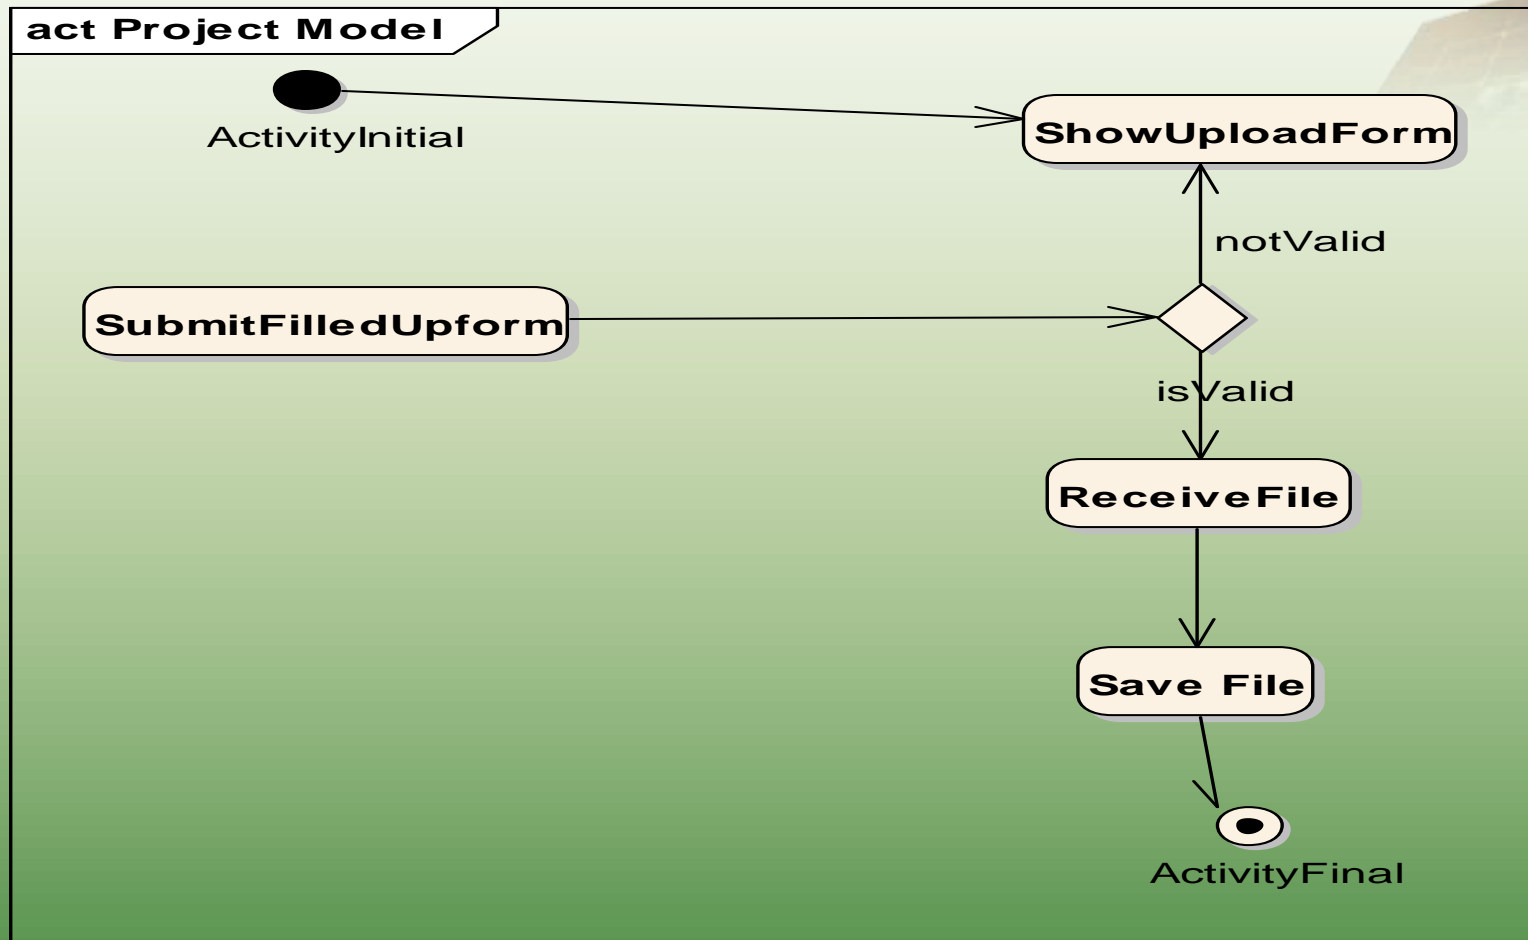 act Project Model
ActivityInitial
ShowUploadForm
notValid
SubmitFilledUpform
isValid
ReceiveFile
Save File
ActivityFinal